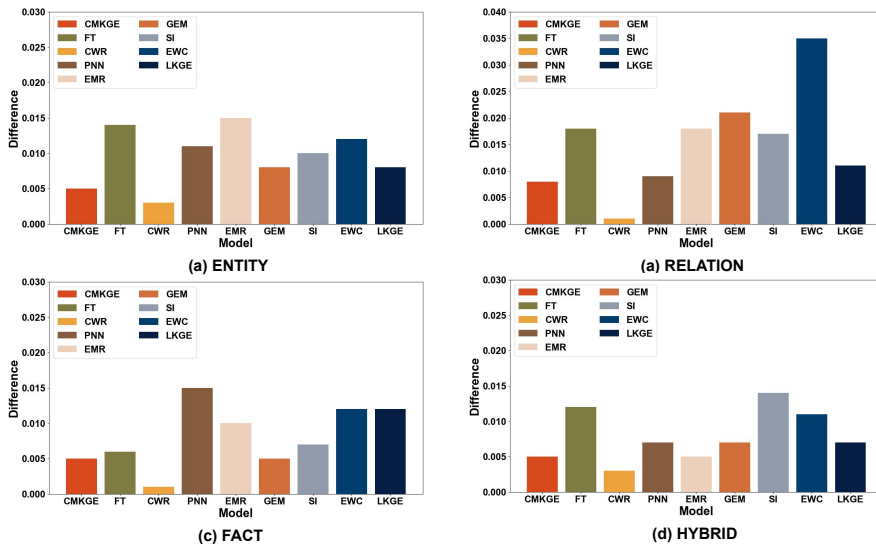 0.030
0.025
0.020
0.015
0.010
0.005
0.000
Difference
CMKGE
FT
CWR
PNN
EMR
GEM
SI
EWC
LKGE
CMKGE FT CWR PNN EMR GEM SI EWC LKGE
Model
(a) ENTITY
0.040
0.035
0.030
0.025
0.020
0.015
0.010
0.005
0.000
Difference
CMKGE
FT
CWR
PNN
EMR
GEM
SI
EWC
LKGE
CMKGE FT CWR PNN EMR GEM SI EWC LKGE
Model
(a) RELATION
0.030
0.025
0.020
0.015
0.010
0.005
0.000
Difference
CMKGE
FT
CWR
PNN
EMR
GEM
SI
EWC
LKGE
CMKGE FT CWR PNN EMR GEM SI EWC LKGE
Model
(c) FACT
0.030
0.025
0.020
0.015
0.010
0.005
0.000
Difference
CMKGE
FT
CWR
PNN
EMR
GEM
SI
EWC
LKGE
CMKGE FT CWR PNN EMR GEM SI EWC LKGE
Model
(d) HYBRID